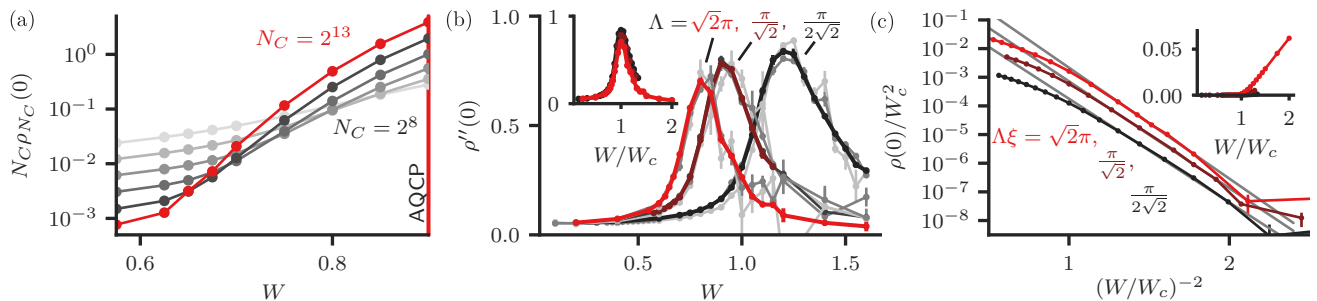 (a)
N_C ρ_{N_C}(0)
10^0
10^{-1}
10^{-2}
10^{-3}
N_C = 2^{13}
N_C = 2^8
AQCP
0.6
0.8
W
(b)
ρ''(0)
1.0
0.5
0.0
Λ = √2π, π/√2, π/2√2
1
0
1
2
W/W_c
0.5
1.0
1.5
W
(c)
ρ(0)/W_c^2
10^{-1}
10^{-2}
10^{-3}
10^{-4}
10^{-5}
10^{-6}
10^{-7}
10^{-8}
Λξ = √2π,
π/√2,
π/2√2
0.05
0.00
1
2
W/W_c
1
2
(W/W_c)^{-2}